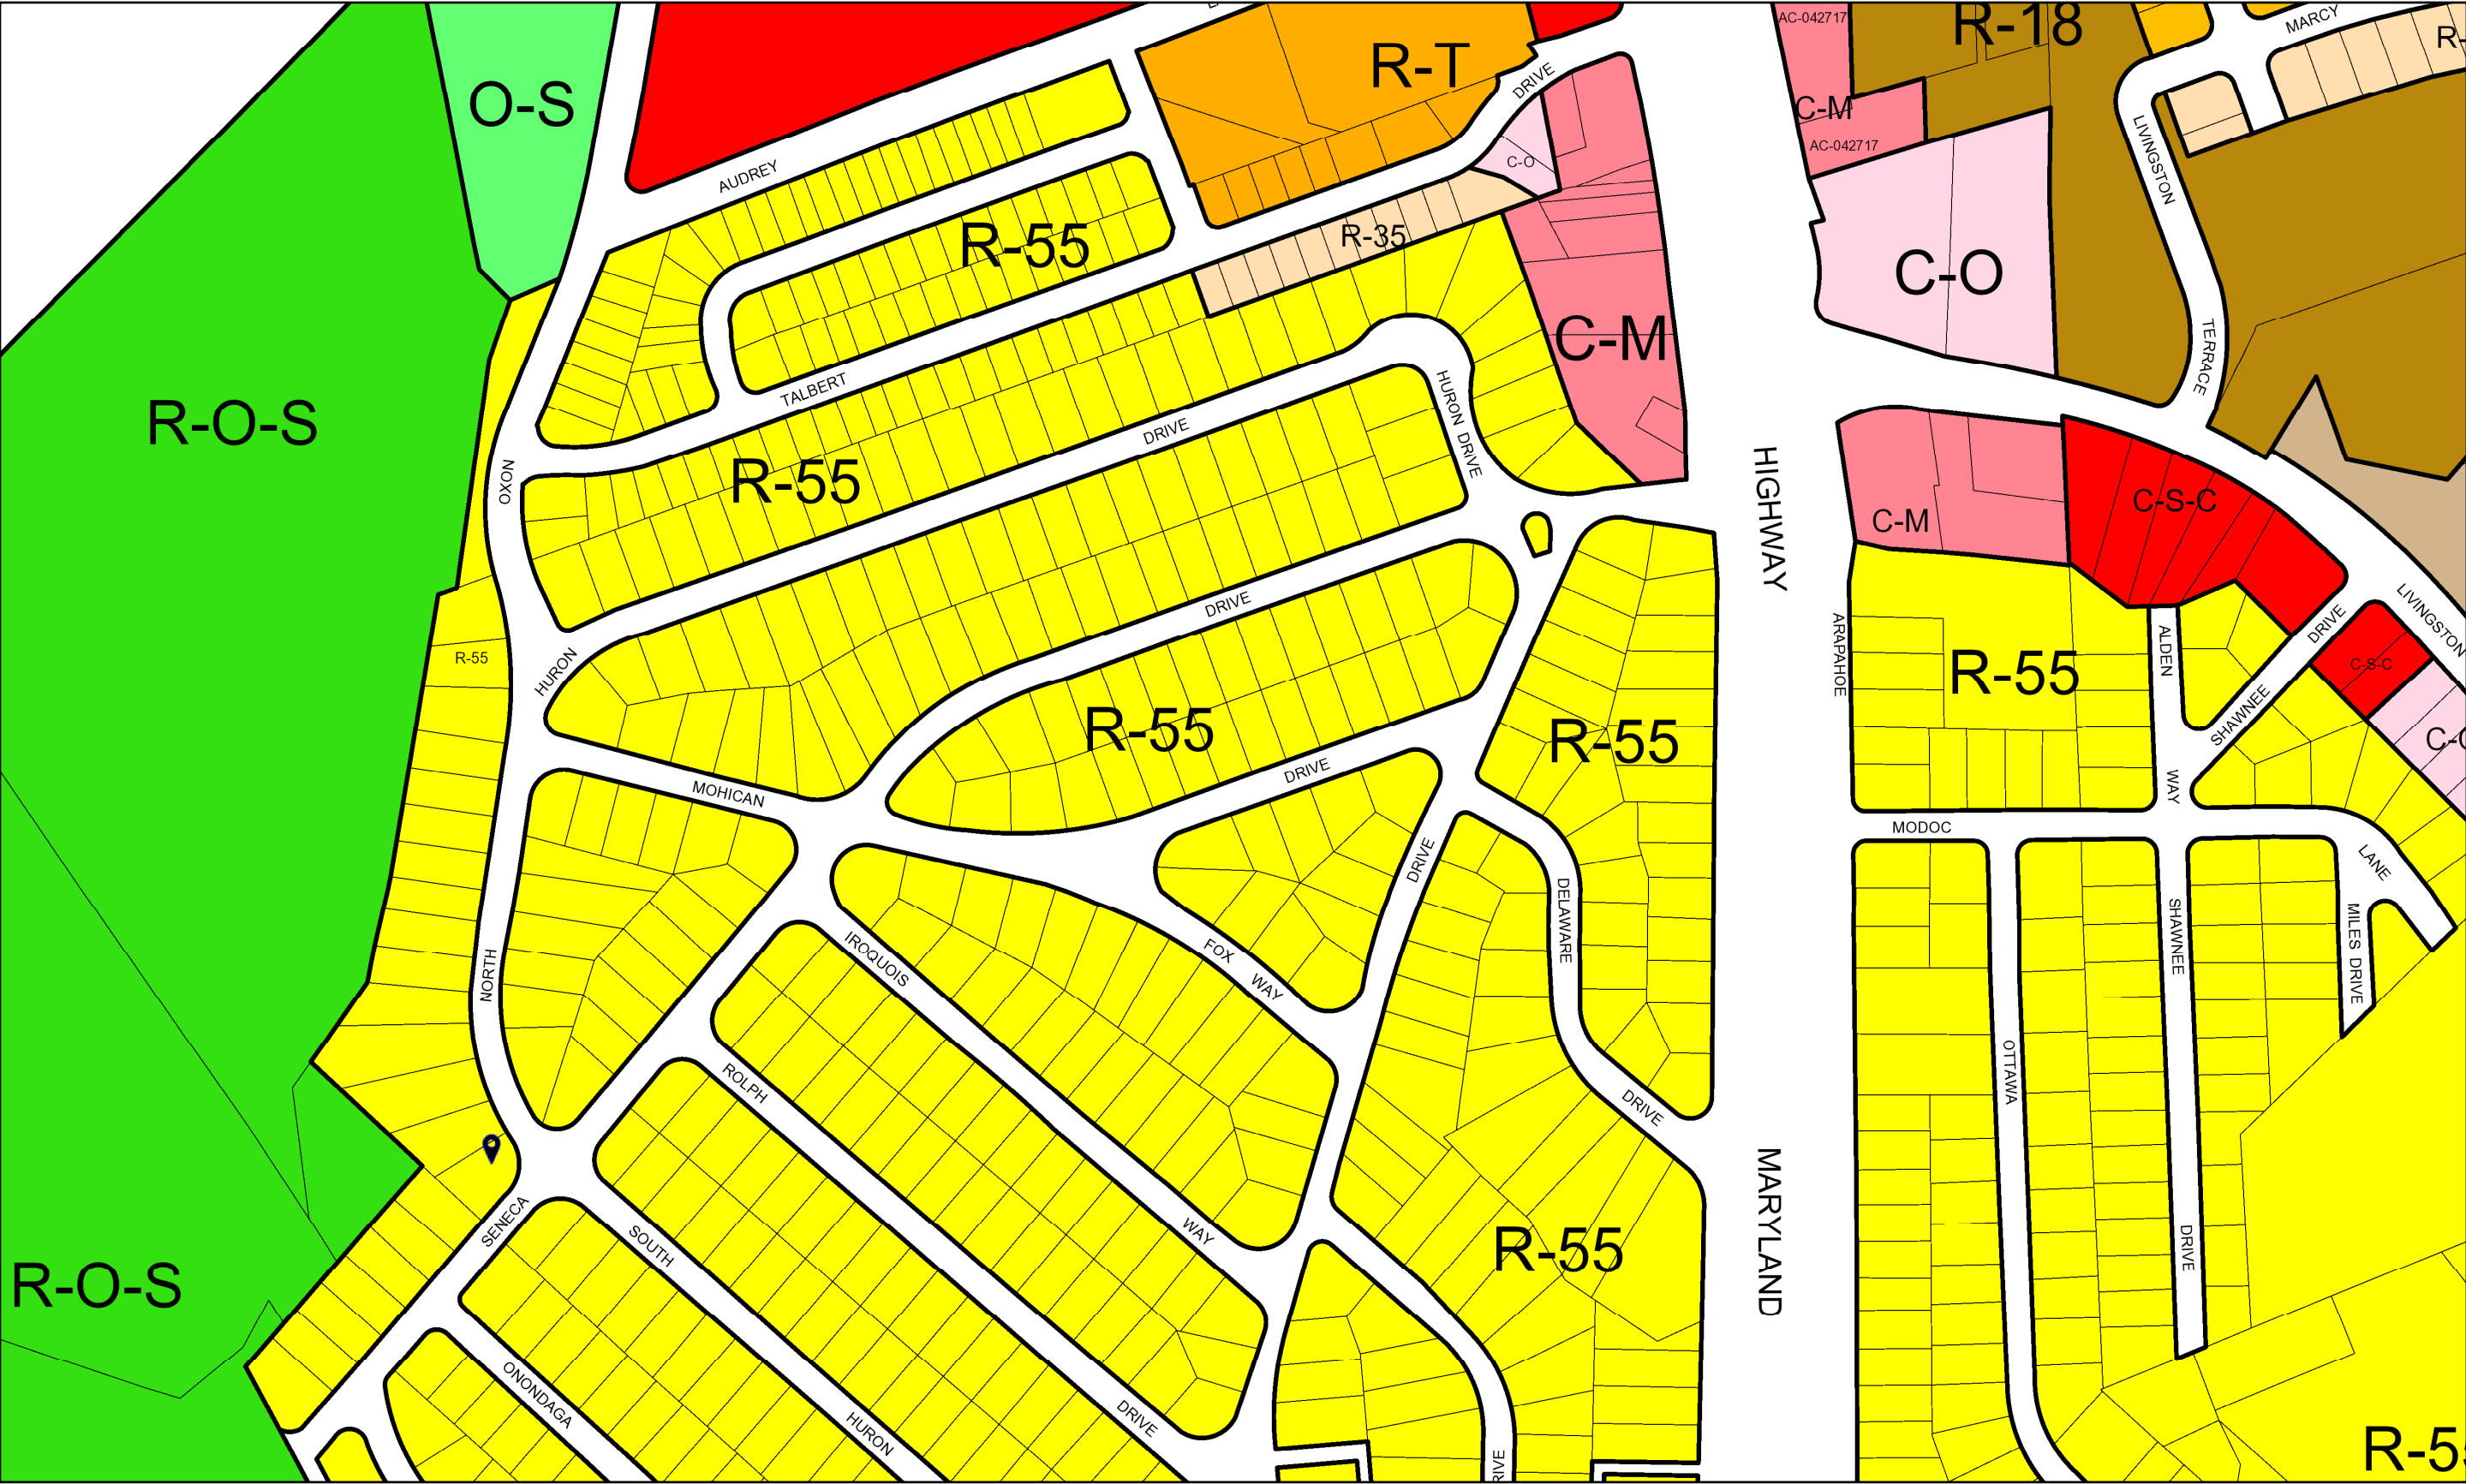 AC-042717
R-18
MARCY
R-T
O-S
DRIVE
C-M
AC-042717
LIVINGSTON
C-O
AUDREY
R-55
R-35
C-O
C-M
TERRACE
TALBERT
HURON DRIVE
R-O-S
DRIVE
NOXO
R-55
HIGHWAY
C-M
C-S-C
DRIVE
LIVINGSTON
ARAPAHOE
ALDEN
DRIVE
R-55
HURON
R-55
C-S-C
SHAWNEE
R-55
R-55
DRIVE
MOHICAN
WAY
MODOC
DRIVE
LANE
DELAWARE
SHAWNEE
MILES DRIVE
IROQUOIS
FOX
WAY
NORTH
OTTAWA
ROLPH
DRIVE
MARYLAND
SENECA
SOUTH
WAY
R-55
DRIVE
R-O-S
ONONDAGA
HURON
DRIVE